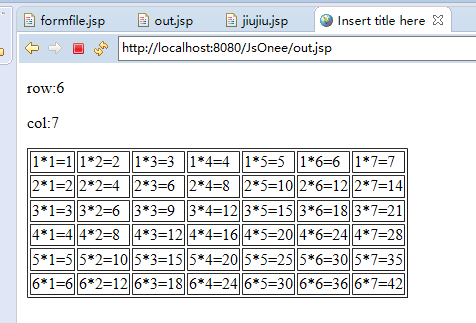 formfile.jsp out.jsp jiujiu.jsp Insert title here
http://localhost:8080/JsOnee/out.jsp
row:6
col:7
1*1=1 1*2=2 1*3=3 1*4=4 1*5=5 1*6=6 1*7=7
2*1=2 2*2=4 2*3=6 2*4=8 2*5=10 2*6=12 2*7=14
3*1=3 3*2=6 3*3=9 3*4=12 3*5=15 3*6=18 3*7=21
4*1=4 4*2=8 4*3=12 4*4=16 4*5=20 4*6=24 4*7=28
5*1=5 5*2=10 5*3=15 5*4=20 5*5=25 5*6=30 5*7=35
6*1=6 6*2=12 6*3=18 6*4=24 6*5=30 6*6=36 6*7=42